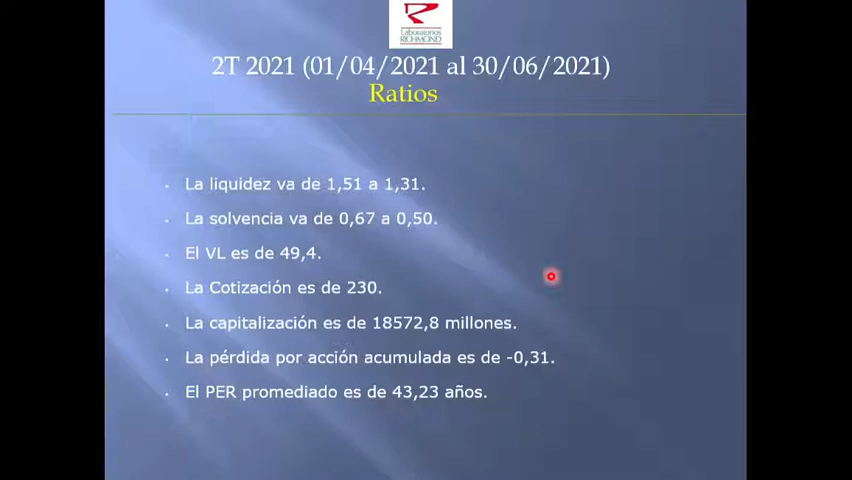 Laboratorios
RICHMOND
2T 2021 (01/04/2021 al 30/06/2021)
Ratios
La liquidez va de 1,51 a 1,31.
La solvencia va de 0,67 a 0,50.
El VL es de 49,4.
La Cotización es de 230.
La capitalización es de 18572,8 millones.
La pérdida por acción acumulada es de -0,31.
El PER promediado es de 43,23 años.